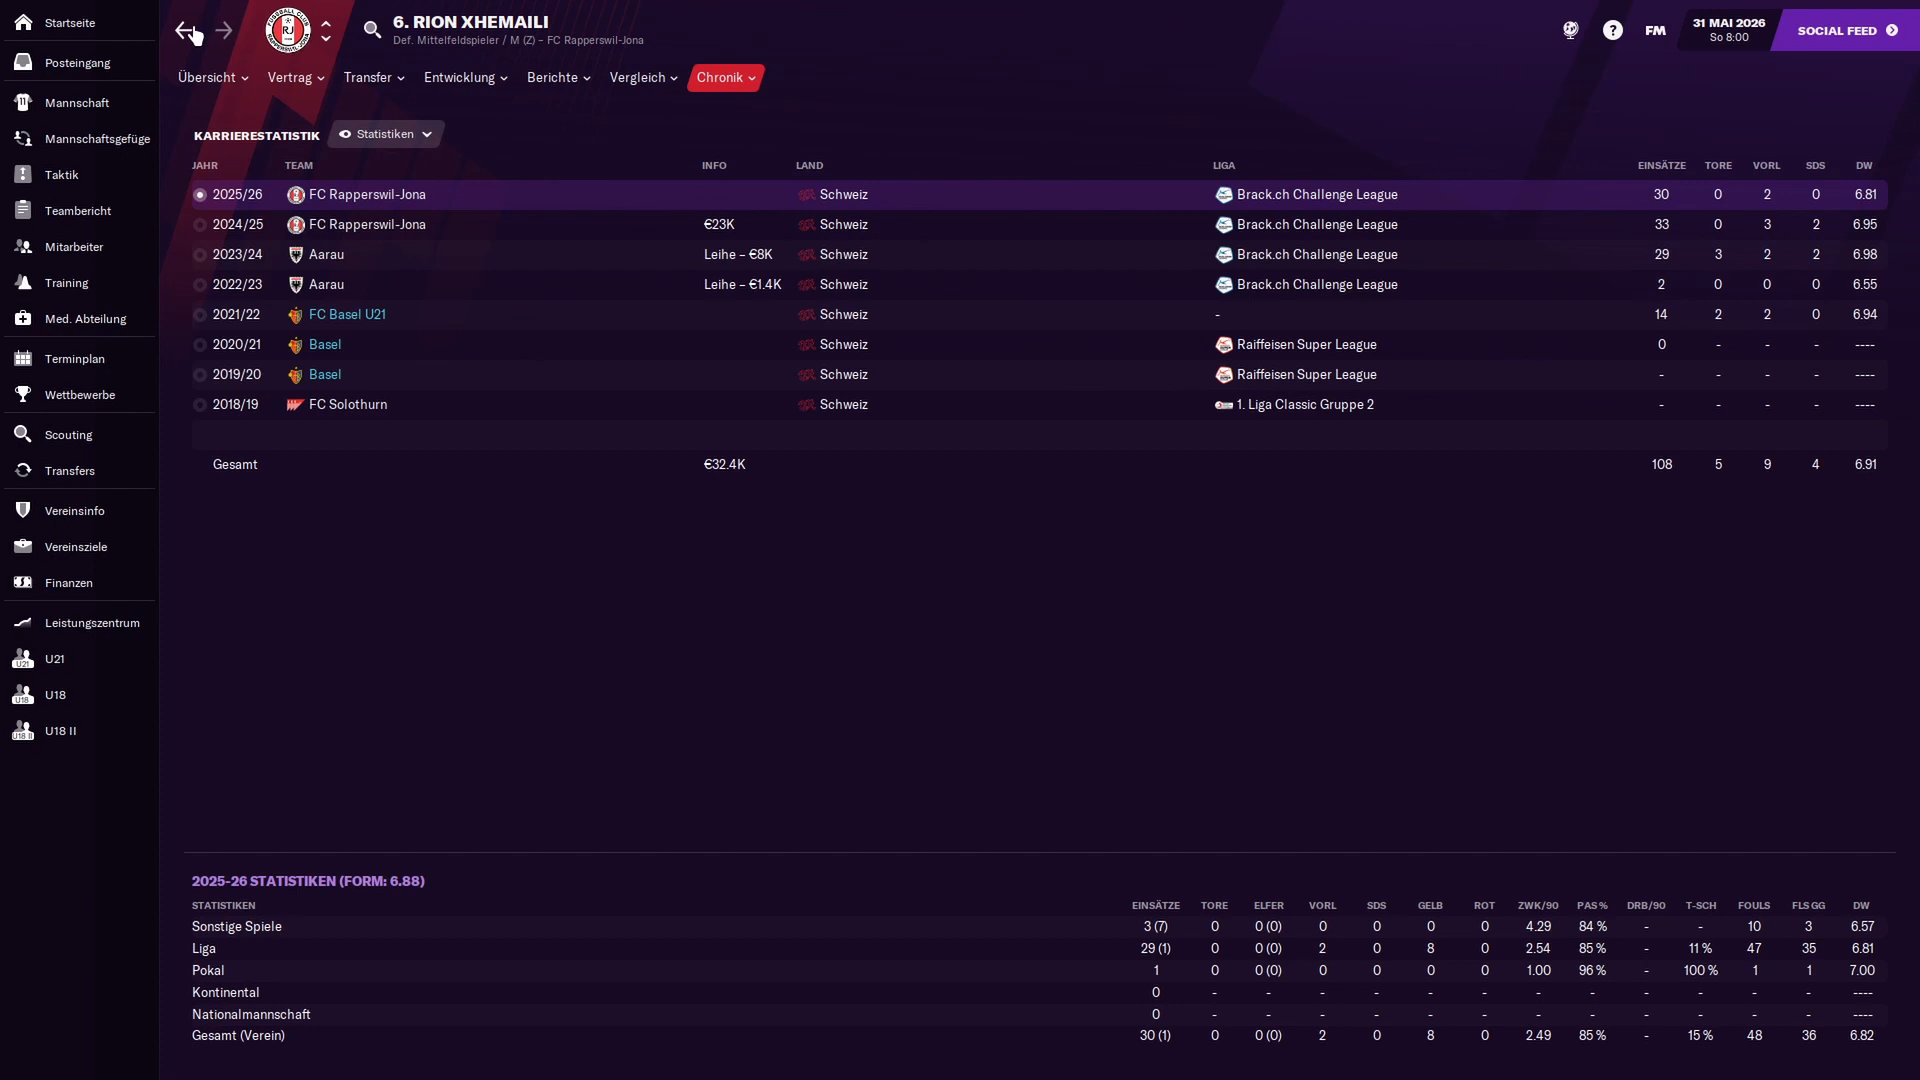 Startseite
Posteingang
Mannschaft
Mannschaftsgefüge
Taktik
Teambericht
Mitarbeiter
Training
Med. Abteilung
Terminplan
Wettbewerbe
Scouting
Transfers
Vereinsinfo
Vereinsziele
Finanzen
Leistungszentrum
U21
U18
U18 II
6. RION XHEMAILI
Def. Mittelfeldspieler / M (Z) – FC Rapperswil-Jona
FM
31 MAI 2026
So 8:00
SOCIAL FEED
Übersicht Vertrag Transfer Entwicklung Berichte Vergleich Chronik
KARRIERESTATISTIK Statistiken
JAHR TEAM INFO LAND LIGA EINSÄTZE TORE VORL SDS DW
2025/26 FC Rapperswil-Jona Schweiz Brack.ch Challenge League 30 0 2 0 6.81
2024/25 FC Rapperswil-Jona €23K Schweiz Brack.ch Challenge League 33 0 3 2 6.95
2023/24 Aarau Leihe – €8K Schweiz Brack.ch Challenge League 29 3 2 2 6.98
2022/23 Aarau Leihe – €1.4K Schweiz Brack.ch Challenge League 2 0 0 0 6.55
2021/22 FC Basel U21 Schweiz - 14 2 2 0 6.94
2020/21 Basel Schweiz Raiffeisen Super League 0 - - - ----
2019/20 Basel Schweiz Raiffeisen Super League - - - - ----
2018/19 FC Solothurn Schweiz 1. Liga Classic Gruppe 2 - - - - ----
Gesamt €32.4K 108 5 9 4 6.91
2025-26 STATISTIKEN (FORM: 6.88)
STATISTIKEN EINSÄTZE TORE ELFER VORL SDS GELB ROT ZWK/90 PAS % DRB/90 T-SCH FOULS FLS GG DW
Sonstige Spiele 3 (7) 0 0 (0) 0 0 0 0 4.29 84 % - - 10 3 6.57
Liga 29 (1) 0 0 (0) 2 0 8 0 2.54 85 % - 11 % 47 35 6.81
Pokal 1 0 0 (0) 0 0 0 0 1.00 96 % - 100 % 1 1 7.00
Kontinental 0 - - - - - - - - - - - - ----
Nationalmannschaft 0 - - - - - - - - - - - - ----
Gesamt (Verein) 30 (1) 0 0 (0) 2 0 8 0 2.49 85 % - 15 % 48 36 6.82